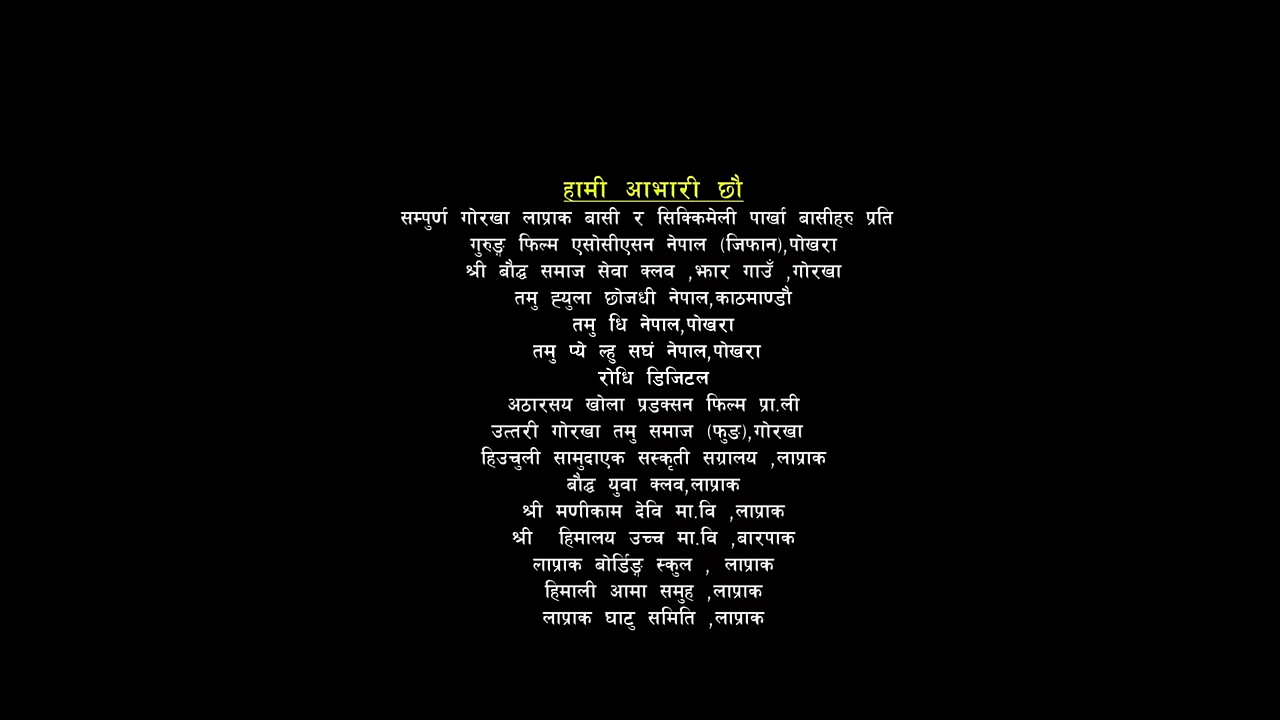 हामी आभारी छौ
सम्पुर्ण गोरखा लाप्राक बासी र सिक्किमेली पार्खा बासीहरु प्रति
गुरुङ्ग फिल्म एसोसीएसन नेपाल (जिफान),पोखरा
श्री बौद्ध समाज सेवा क्लव ,झार गाउँ ,गोरखा
तमु ह्युला छोजधी नेपाल,काठमाण्डौ
तमु धि नेपाल,पोखरा
तमु प्ये ल्हु सघं नेपाल,पोखरा
रोधि डिजिटल
अठारसय खोला प्रडक्सन फिल्म प्रा.ली
उत्तरी गोरखा तमु समाज (फुङ),गोरखा
हिउचुली सामुदाएक सस्कृती सग्रालय ,लाप्राक
बौद्ध युवा क्लव,लाप्राक
श्री मणीकाम देवि मा.वि ,लाप्राक
श्री हिमालय उच्च मा.वि ,बारपाक
लाप्राक बोर्डिङ्ग स्कुल , लाप्राक
हिमाली आमा समुह ,लाप्राक
लाप्राक घाटु समिति ,लाप्राक